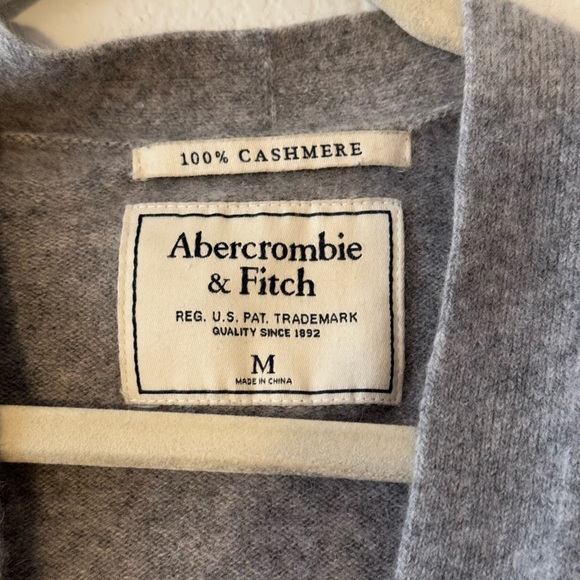 100% CASHMERE
Abercrombie
& Fitch
REG. U.S. PAT. TRADEMARK
QUALITY SINCE 1892
M
MADE IN CHINA